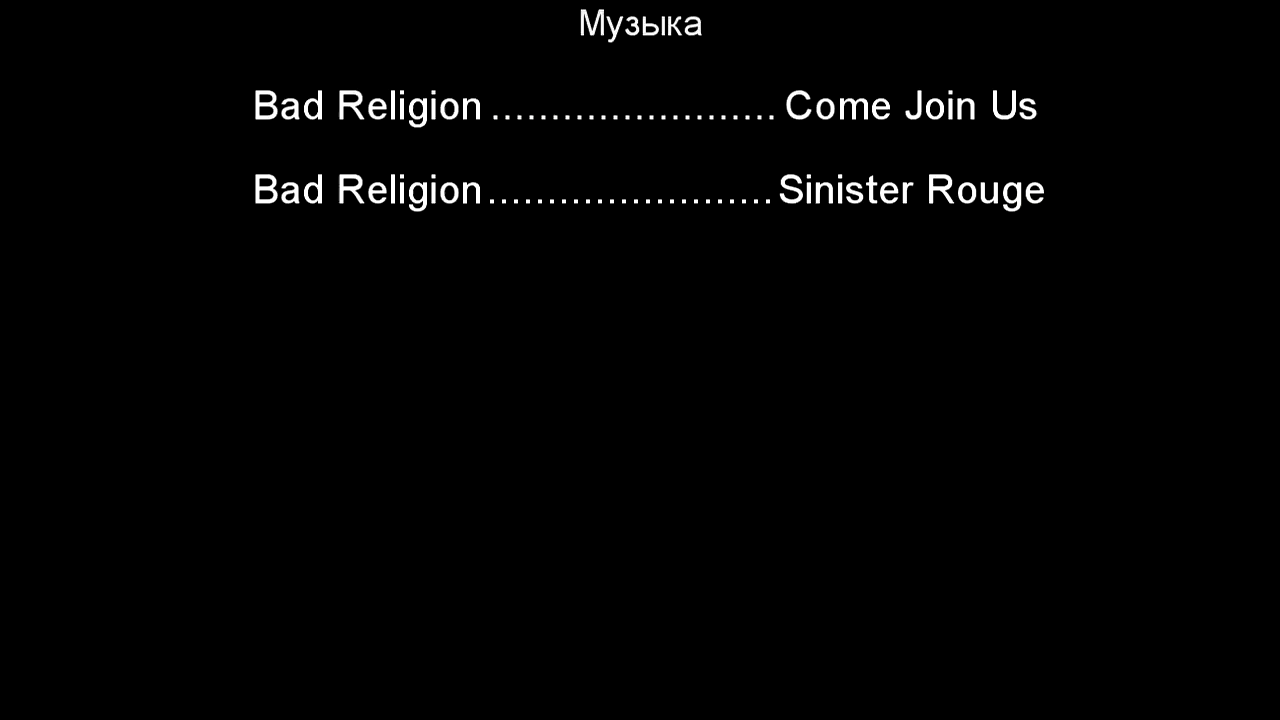 Музыка
Bad Religion ........................ Come Join Us
Bad Religion........................Sinister Rouge